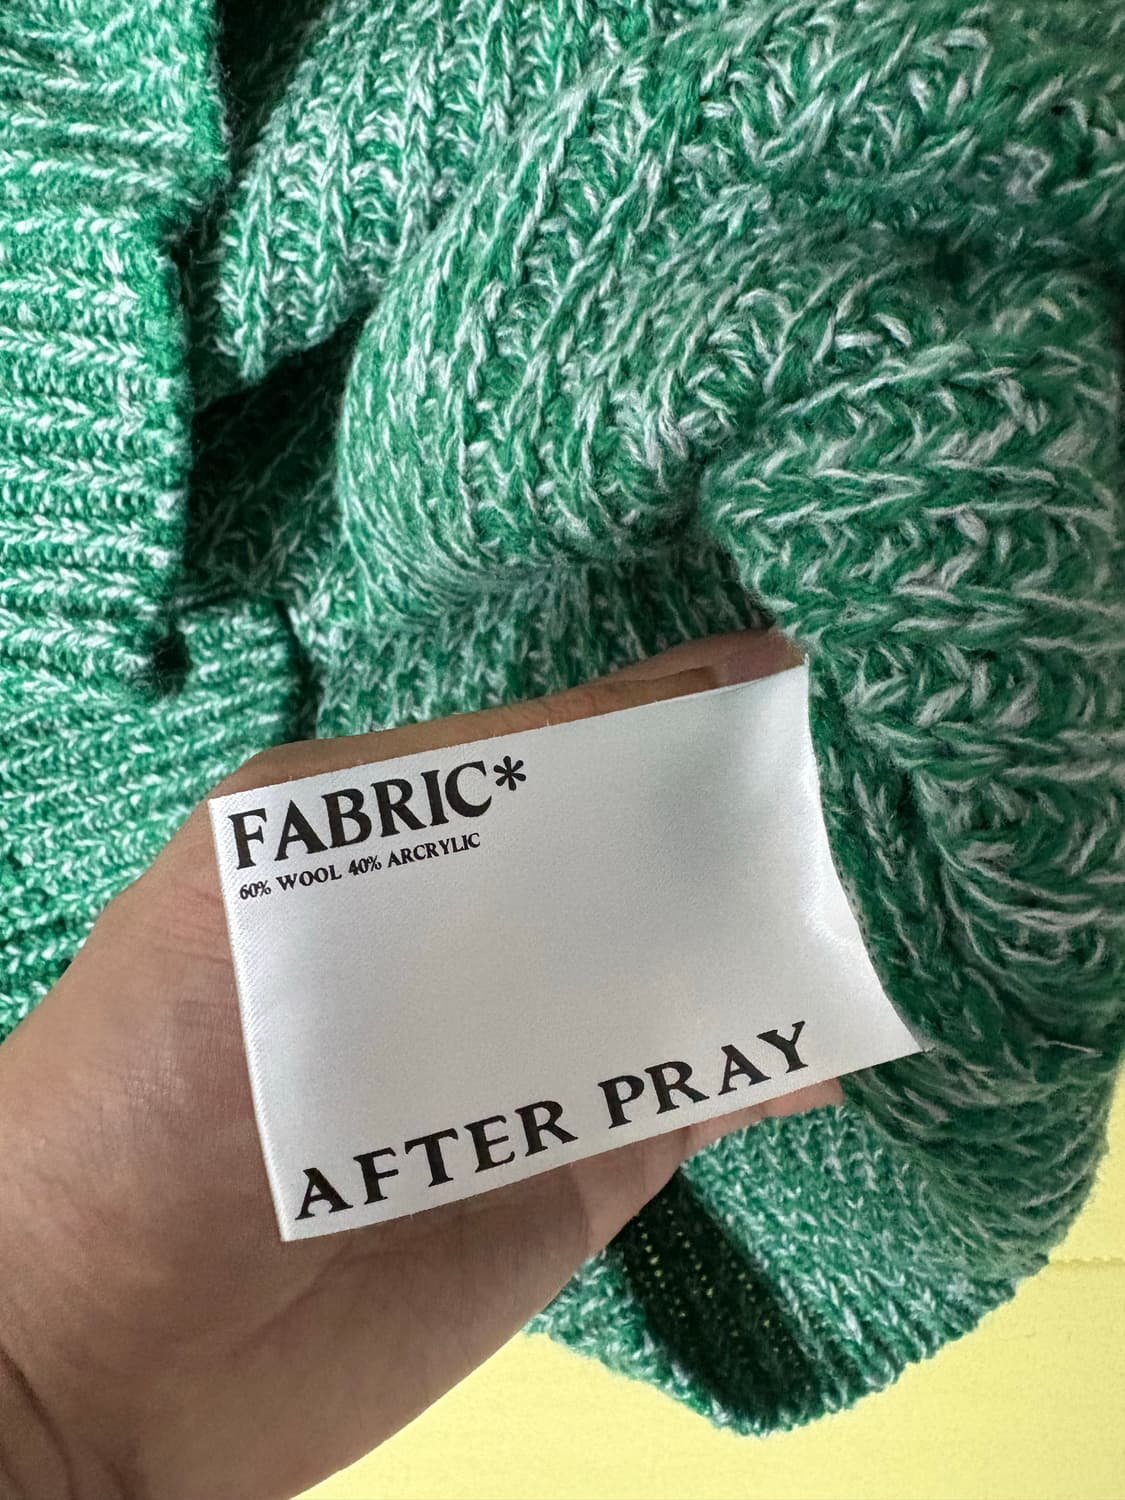 FABRIC*
60% WOOL 40% ARCRYLIC
AFTER PRAY